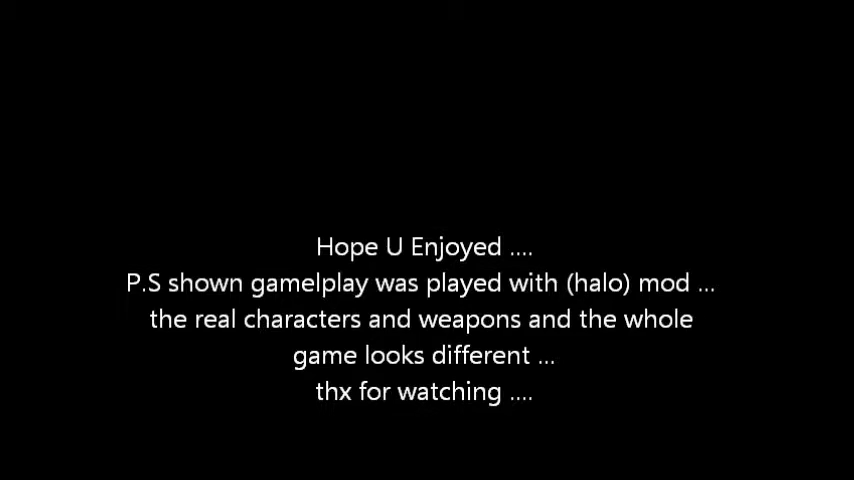 Hope U Enjoyed ....
P.S shown gamelplay was played with (halo) mod ...
the real characters and weapons and the whole
game looks different ...
thx for watching ....